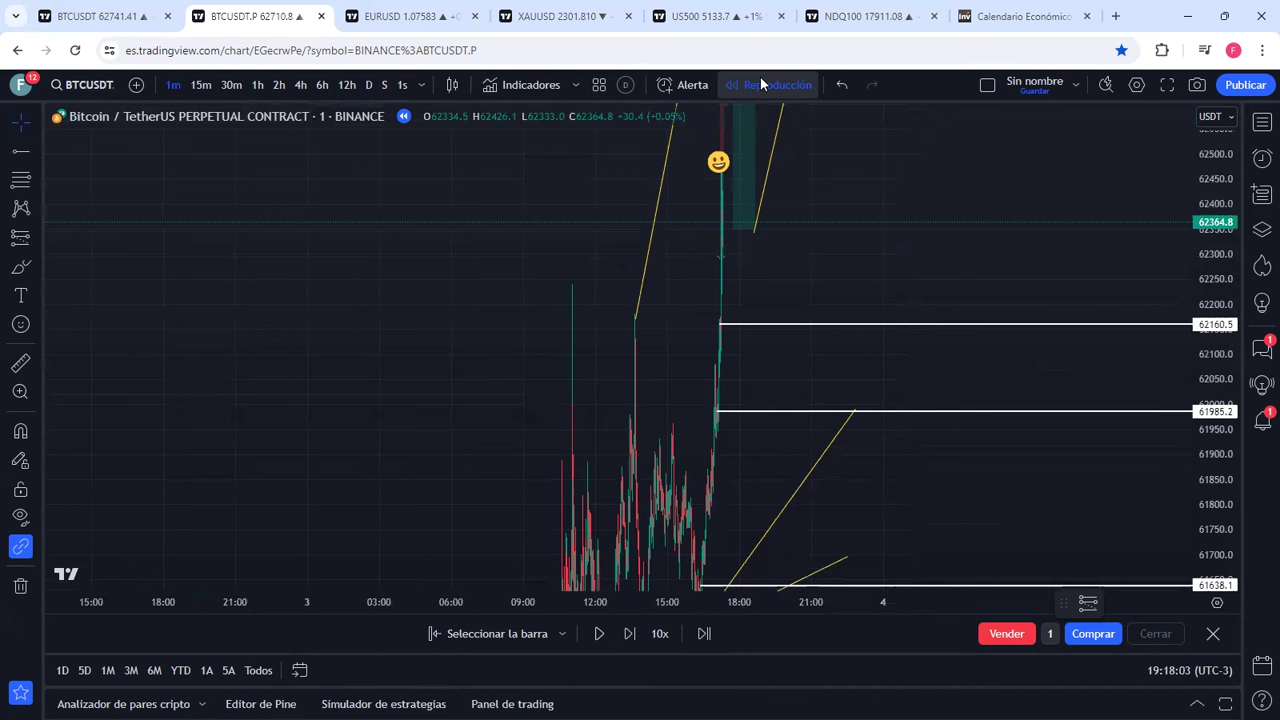 BTCUSDT 62741.41 ▲
BTCUSDT.P 62710.8 ▲
EURUSD 1.07583 ▲ +0
XAUUSD 2301.810 ▼
US500 5133.7 ▲ +1%
NDQ100 17911.08 ▲
Inv Calendario Económico
es.tradingview.com/chart/EGecrwPe/?symbol=BINANCE%3ABTCUSDT.P
F
F 12 BTCUSDT. 1m 15m 30m 1h 2h 4h 6h 12h D S 1s Indicadores D Alerta Reproducción Sin nombre Publicar
Guardar
Bitcoin / TetherUS PERPETUAL CONTRACT · 1 · BINANCE O62334.5 H62426.1 L62333.0 C62364.8 +30.4 (+0.05%) USDT
62500.0
62450.0
62400.0
62364.8
62300.0
62250.0
62200.0
62160.5
62100.0
62050.0
61985.2
61950.0
61900.0
61850.0
61800.0
61750.0
61700.0
61638.1
1
1
1
15:00 18:00 21:00 3 03:00 06:00 09:00 12:00 15:00 18:00 21:00 4
Seleccionar la barra 10x Vender 1 Comprar Cerrar
1D 5D 1M 3M 6M YTD 1A 5A Todos 19:18:03 (UTC-3)
Analizador de pares cripto Editor de Pine Simulador de estrategias Panel de trading